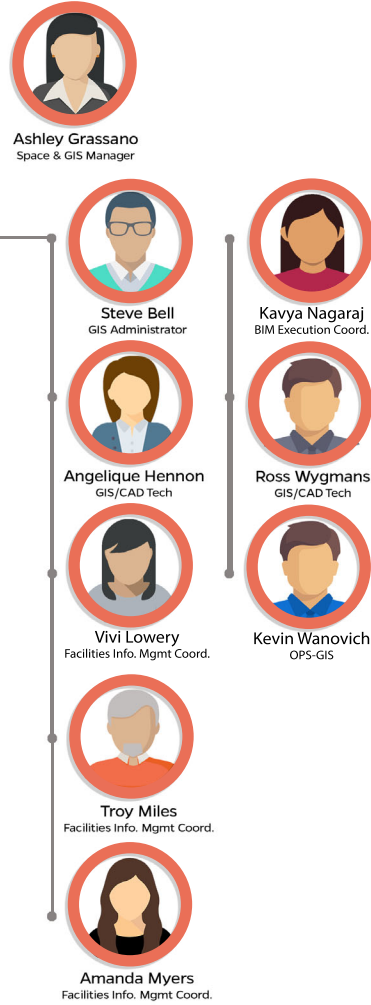 Ashley Grassano
Space & GIS Manager
Steve Bell
GIS Administrator
Kavya Nagaraj
BIM Execution Coord.
Angelique Hennon
GIS/CAD Tech
Ross Wygmans
GIS/CAD Tech
Vivi Lowery
Facilities Info. Mgmt Coord.
Kevin Wanovich
OPS-GIS
Troy Miles
Facilities Info. Mgmt Coord.
Amanda Myers
Facilities Info. Mgmt Coord.